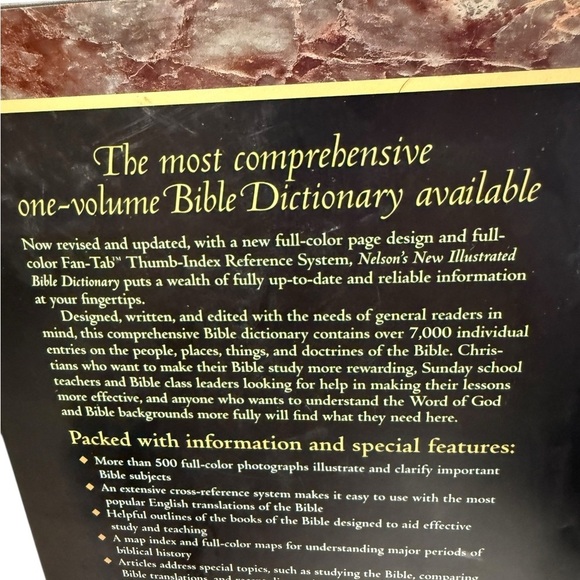 The most comprehensive
one-volume Bible Dictionary available
Now revised and updated, with a new full-color page design and full-
color Fan-Tab™ Thumb-Index Reference System, Nelson's New Illustrated
Bible Dictionary puts a wealth of fully up-to-date and reliable information
at your fingertips.
Designed, written, and edited with the needs of general readers in
mind, this comprehensive Bible dictionary contains over 7,000 individual
entries on the people, places, things, and doctrines of the Bible. Chris-
tians who want to make their Bible study more rewarding, Sunday school
teachers and Bible class leaders looking for help in making their lessons
more effective, and anyone who wants to understand the Word of God
and Bible backgrounds more fully will find what they need here.
Packed with information and special features:
◆ More than 500 full-color photographs illustrate and clarify important
Bible subjects
◆ An extensive cross-reference system makes it easy to use with the most
popular English translations of the Bible
◆ Helpful outlines of the books of the Bible designed to aid effective
study and teaching
◆ A map index and full-color maps for understanding major periods of
biblical history
◆ Articles address special topics, such as studying the Bible, comparing
Bible translations, and